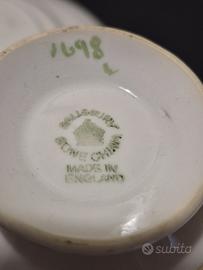 1698
SALISBURY
BONE CHINA
MADE IN
ENGLAND
subito